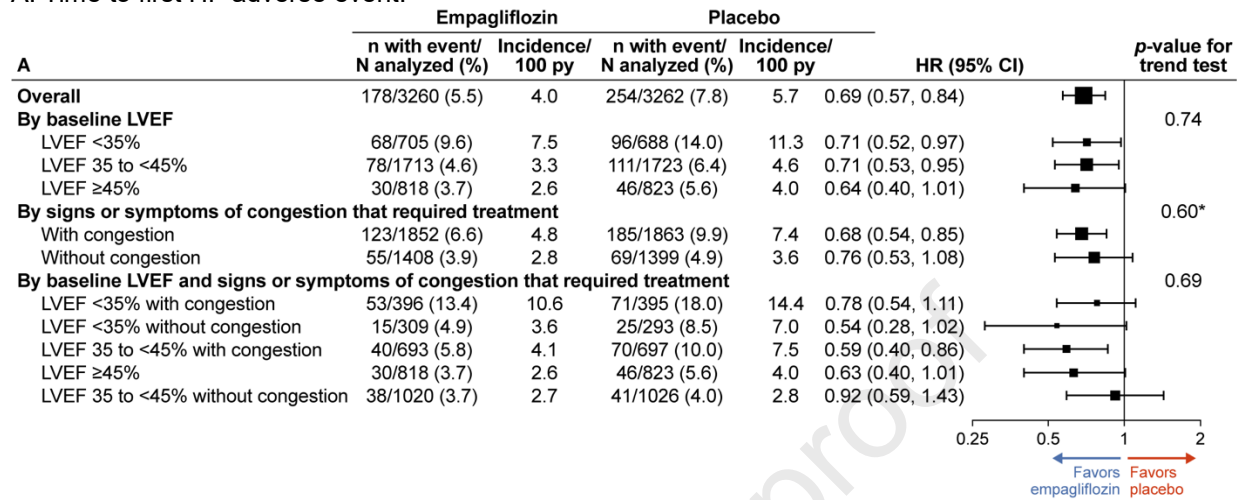 A. Time to first HF adverse event.
Empagliflozin Placebo
n with event/ Incidence/ n with event/ Incidence/ p-value for
A N analyzed (%) 100 py N analyzed (%) 100 py HR (95% CI) trend test
Overall 178/3260 (5.5) 4.0 254/3262 (7.8) 5.7 0.69 (0.57, 0.84)
By baseline LVEF 0.74
LVEF <35% 68/705 (9.6) 7.5 96/688 (14.0) 11.3 0.71 (0.52, 0.97)
LVEF 35 to <45% 78/1713 (4.6) 3.3 111/1723 (6.4) 4.6 0.71 (0.53, 0.95)
LVEF ≥45% 30/818 (3.7) 2.6 46/823 (5.6) 4.0 0.64 (0.40, 1.01)
By signs or symptoms of congestion that required treatment 0.60*
With congestion 123/1852 (6.6) 4.8 185/1863 (9.9) 7.4 0.68 (0.54, 0.85)
Without congestion 55/1408 (3.9) 2.8 69/1399 (4.9) 3.6 0.76 (0.53, 1.08)
By baseline LVEF and signs or symptoms of congestion that required treatment 0.69
LVEF <35% with congestion 53/396 (13.4) 10.6 71/395 (18.0) 14.4 0.78 (0.54, 1.11)
LVEF <35% without congestion 15/309 (4.9) 3.6 25/293 (8.5) 7.0 0.54 (0.28, 1.02)
LVEF 35 to <45% with congestion 40/693 (5.8) 4.1 70/697 (10.0) 7.5 0.59 (0.40, 0.86)
LVEF ≥45% 30/818 (3.7) 2.6 46/823 (5.6) 4.0 0.63 (0.40, 1.01)
LVEF 35 to <45% without congestion 38/1020 (3.7) 2.7 41/1026 (4.0) 2.8 0.92 (0.59, 1.43)
0.25 0.5 1 2
Favors Favors
empagliflozin placebo
proof